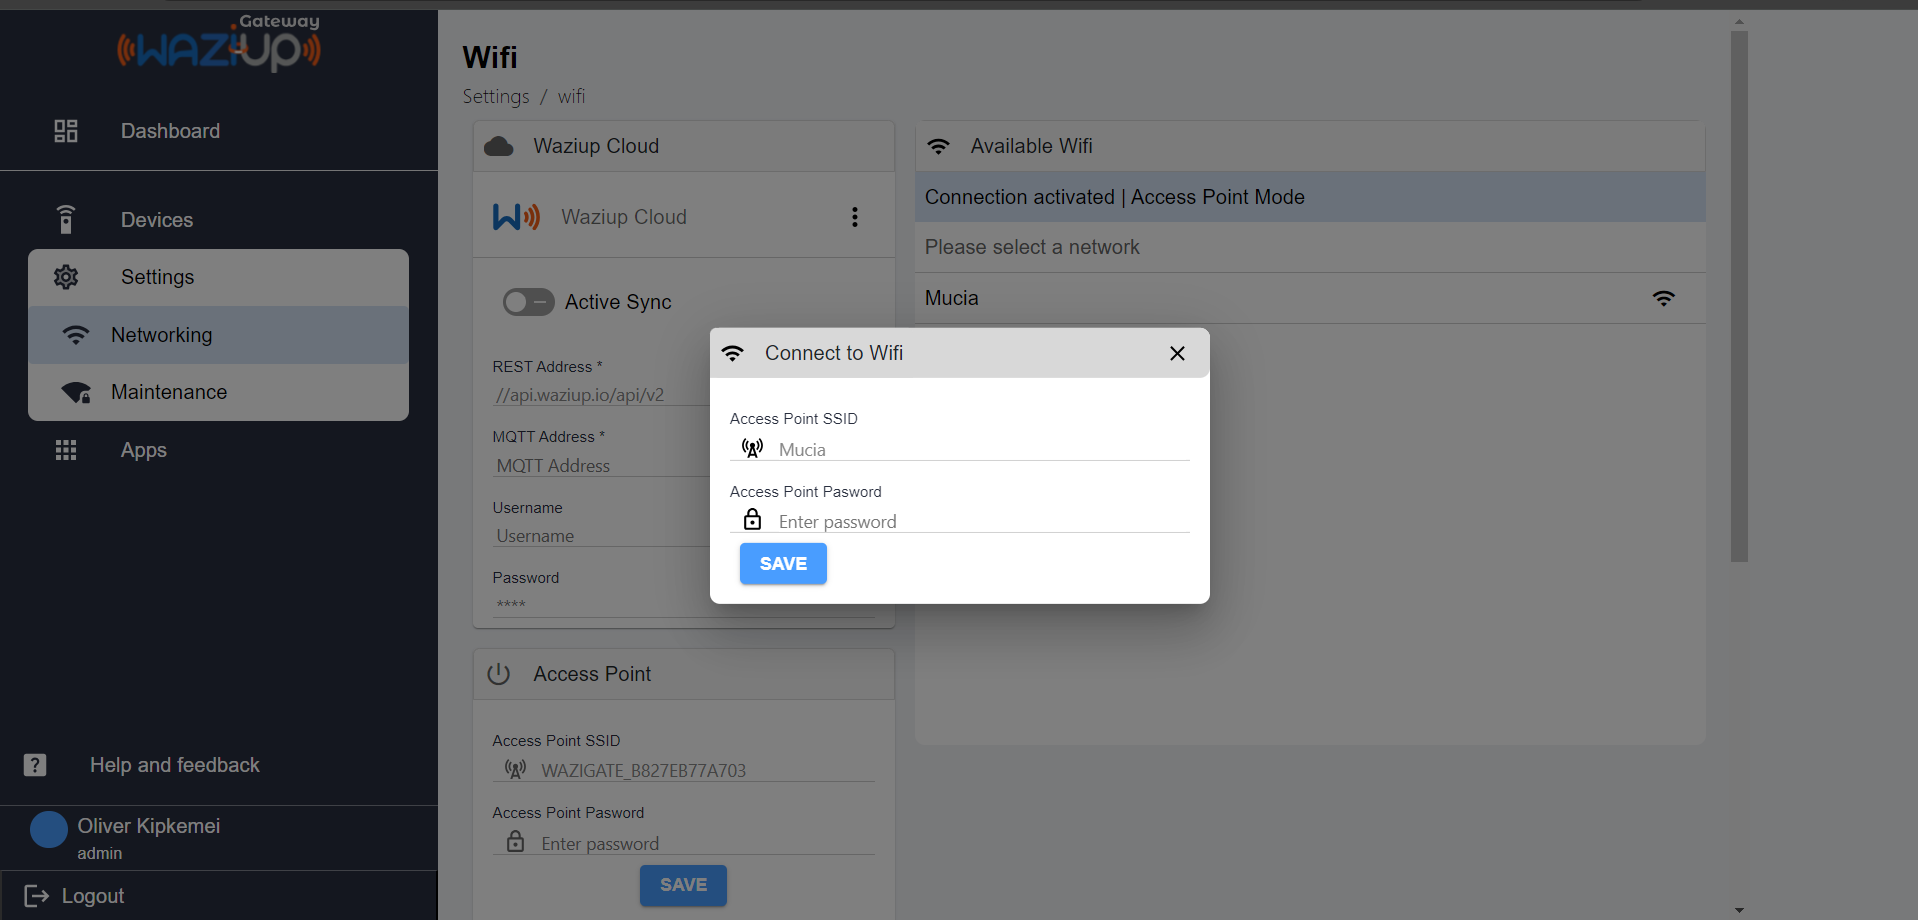 Gateway
WAZIUP
Dashboard
Devices
Settings
Networking
Maintenance
Apps
Help and feedback
Oliver Kipkemei
admin
Logout
Wifi
Settings / wifi
Waziup Cloud
W
Waziup Cloud
Active Sync
REST Address *
//api.waziup.io/api/v2
MQTT Address *
MQTT Address
Username
Username
Password
****
Access Point
Access Point SSID
WAZIGATE_B827EB77A703
Access Point Pasword
Enter password
SAVE
Available Wifi
Connection activated | Access Point Mode
Please select a network
Mucia
Connect to Wifi
Access Point SSID
Mucia
Access Point Pasword
Enter password
SAVE